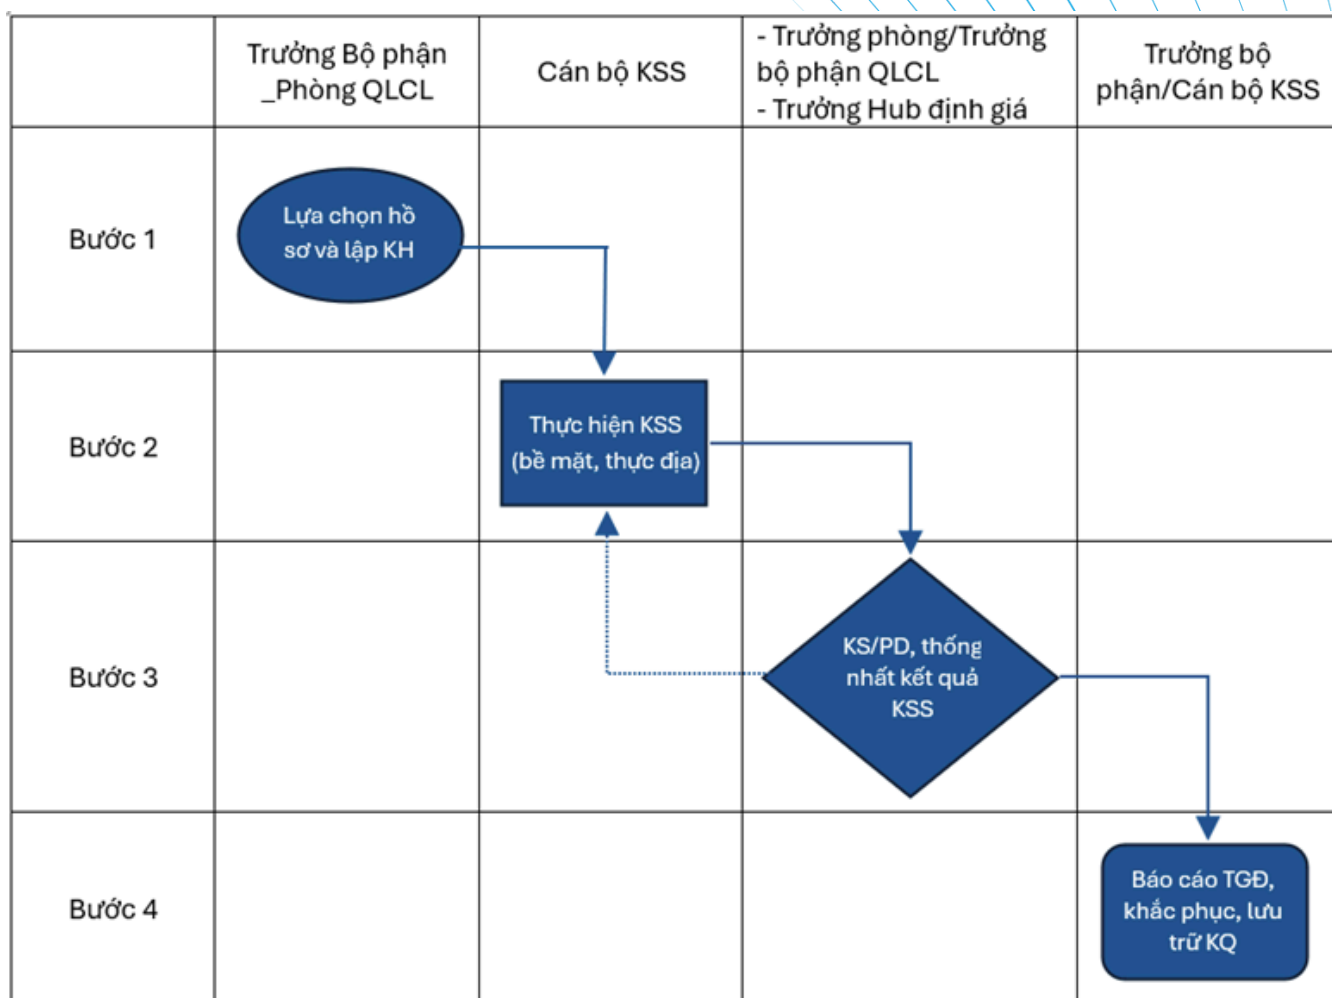 Trưởng Bộ phận
_Phòng QLCL
Cán bộ KSS
- Trưởng phòng/Trưởng
bộ phận QLCL
- Trưởng Hub định giá
Trưởng bộ
phận/Cán bộ KSS
Bước 1
Lựa chọn hồ
sơ và lập KH
Bước 2
Thực hiện KSS
(bề mặt, thực địa)
Bước 3
KS/PD, thống
nhất kết quả
KSS
Bước 4
Báo cáo TGĐ,
khắc phục, lưu
trữ KQ